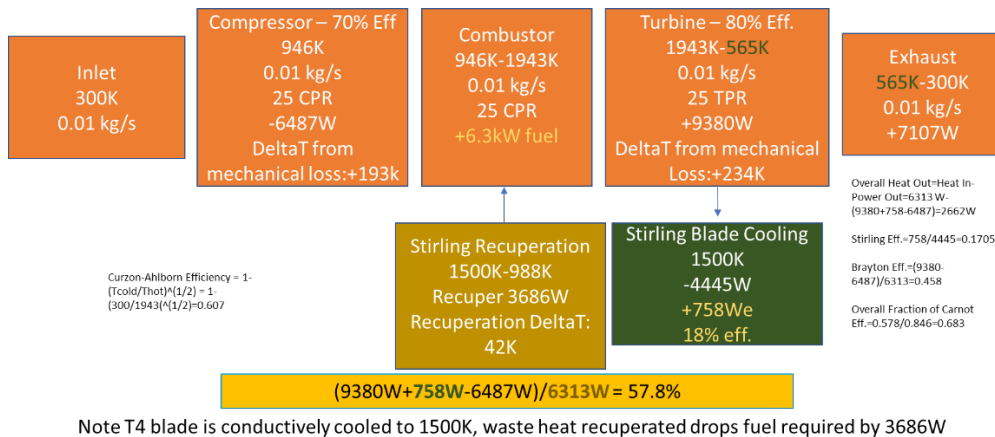 Inlet
300K
0.01 kg/s
Compressor – 70% Eff
946K
0.01 kg/s
25 CPR
-6487W
DeltaT from
mechanical loss:+193k
Combustor
946K-1943K
0.01 kg/s
25 CPR
+6.3kW fuel
Turbine – 80% Eff.
1943K-565K
0.01 kg/s
25 TPR
+9380W
DeltaT from mechanical
Loss:+234K
Exhaust
565K-300K
0.01 kg/s
+7107W
Overall Heat Out=Heat In-
Power Out=6313 W-
(9380+758-6487)=2662W
Stirling Eff.=758/4445=0.1705
Brayton Eff.=(9380-
6487)/6313=0.458
Overall Fraction of Carnot
Eff.=0.578/0.846=0.683
Curzon-Ahlborn Efficiency = 1-
(Tcold/Thot)^(1/2) = 1-
(300/1943(^(1/2)=0.607
Stirling Recuperation
1500K-988K
Recuper 3686W
Recuperation DeltaT:
42K
Stirling Blade Cooling
1500K
-4445W
+758We
18% eff.
(9380W+758W-6487W)/6313W = 57.8%
Note T4 blade is conductively cooled to 1500K, waste heat recuperated drops fuel required by 3686W